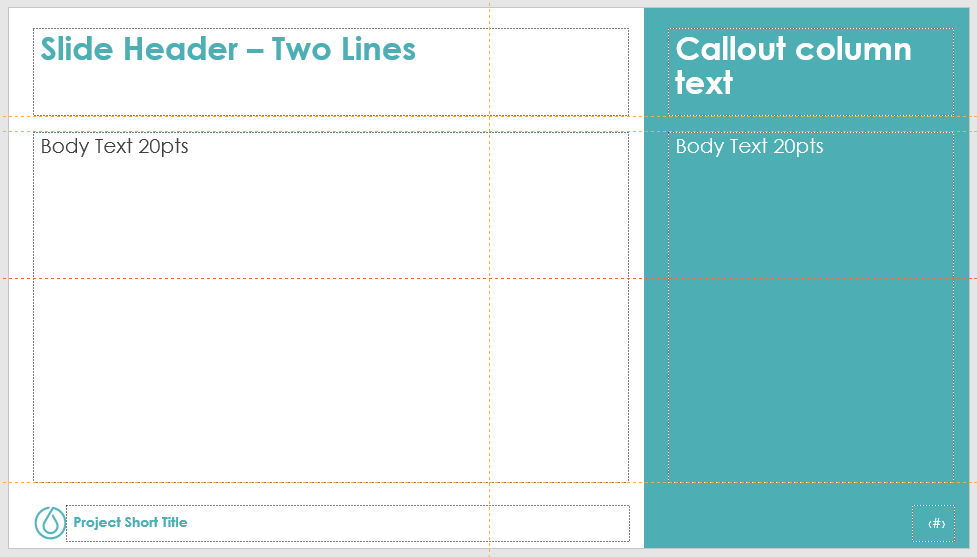 Slide Header – Two Lines
Body Text 20pts
Callout column
text
Body Text 20pts
Project Short Title
‹#›